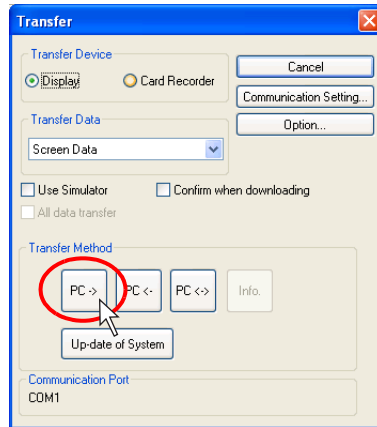 Transfer
Transfer Device
Display
Card Recorder
Cancel
Communication Setting...
Transfer Data
Option...
Screen Data
Use Simulator
Confirm when downloading
All data transfer
Transfer Method
PC ->
PC <-
PC <->
Info.
Up-date of System
Communication Port
COM1